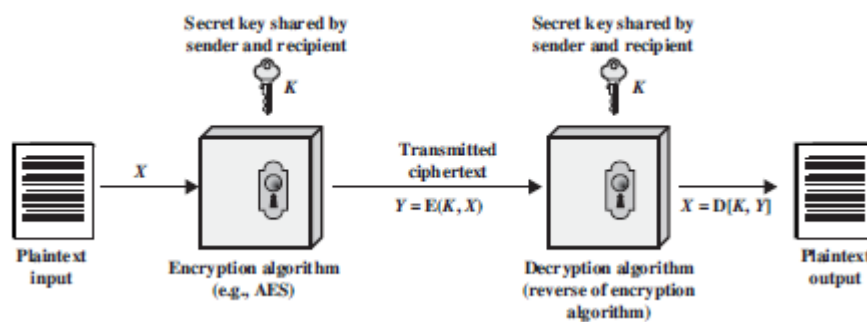 Secret key shared by
sender and recipient
K
Secret key shared by
sender and recipient
K
X
Transmitted
ciphertext
Y = E(K, X)
X = D[K, Y]
Plaintext
input
Encryption algorithm
(e.g., AES)
Decryption algorithm
(reverse of encryption
algorithm)
Plaintext
output